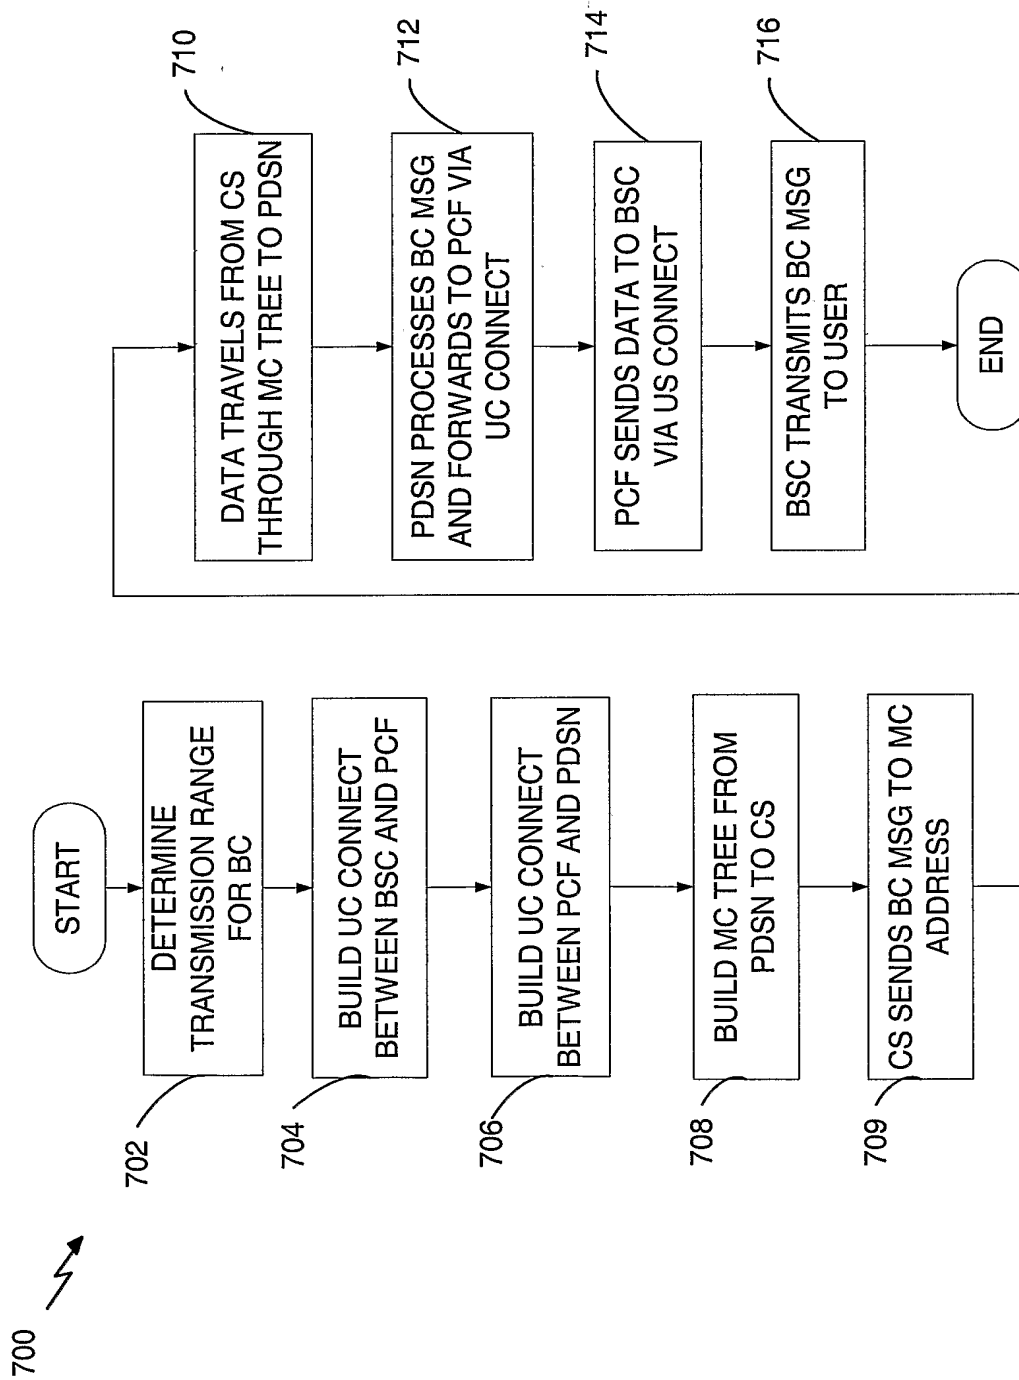 700
START
702
DETERMINE
TRANSMISSION RANGE
FOR BC
704
BUILD UC CONNECT
BETWEEN BSC AND PCF
706
BUILD UC CONNECT
BETWEEN PCF AND PDSN
708
BUILD MC TREE FROM
PDSN TO CS
709
CS SENDS BC MSG TO MC
ADDRESS
710
DATA TRAVELS FROM CS
THROUGH MC TREE TO PDSN
712
PDSN PROCESSES BC MSG
AND FORWARDS TO PCF VIA
UC CONNECT
714
PCF SENDS DATA TO BSC
VIA US CONNECT
716
BSC TRANSMITS BC MSG
TO USER
END